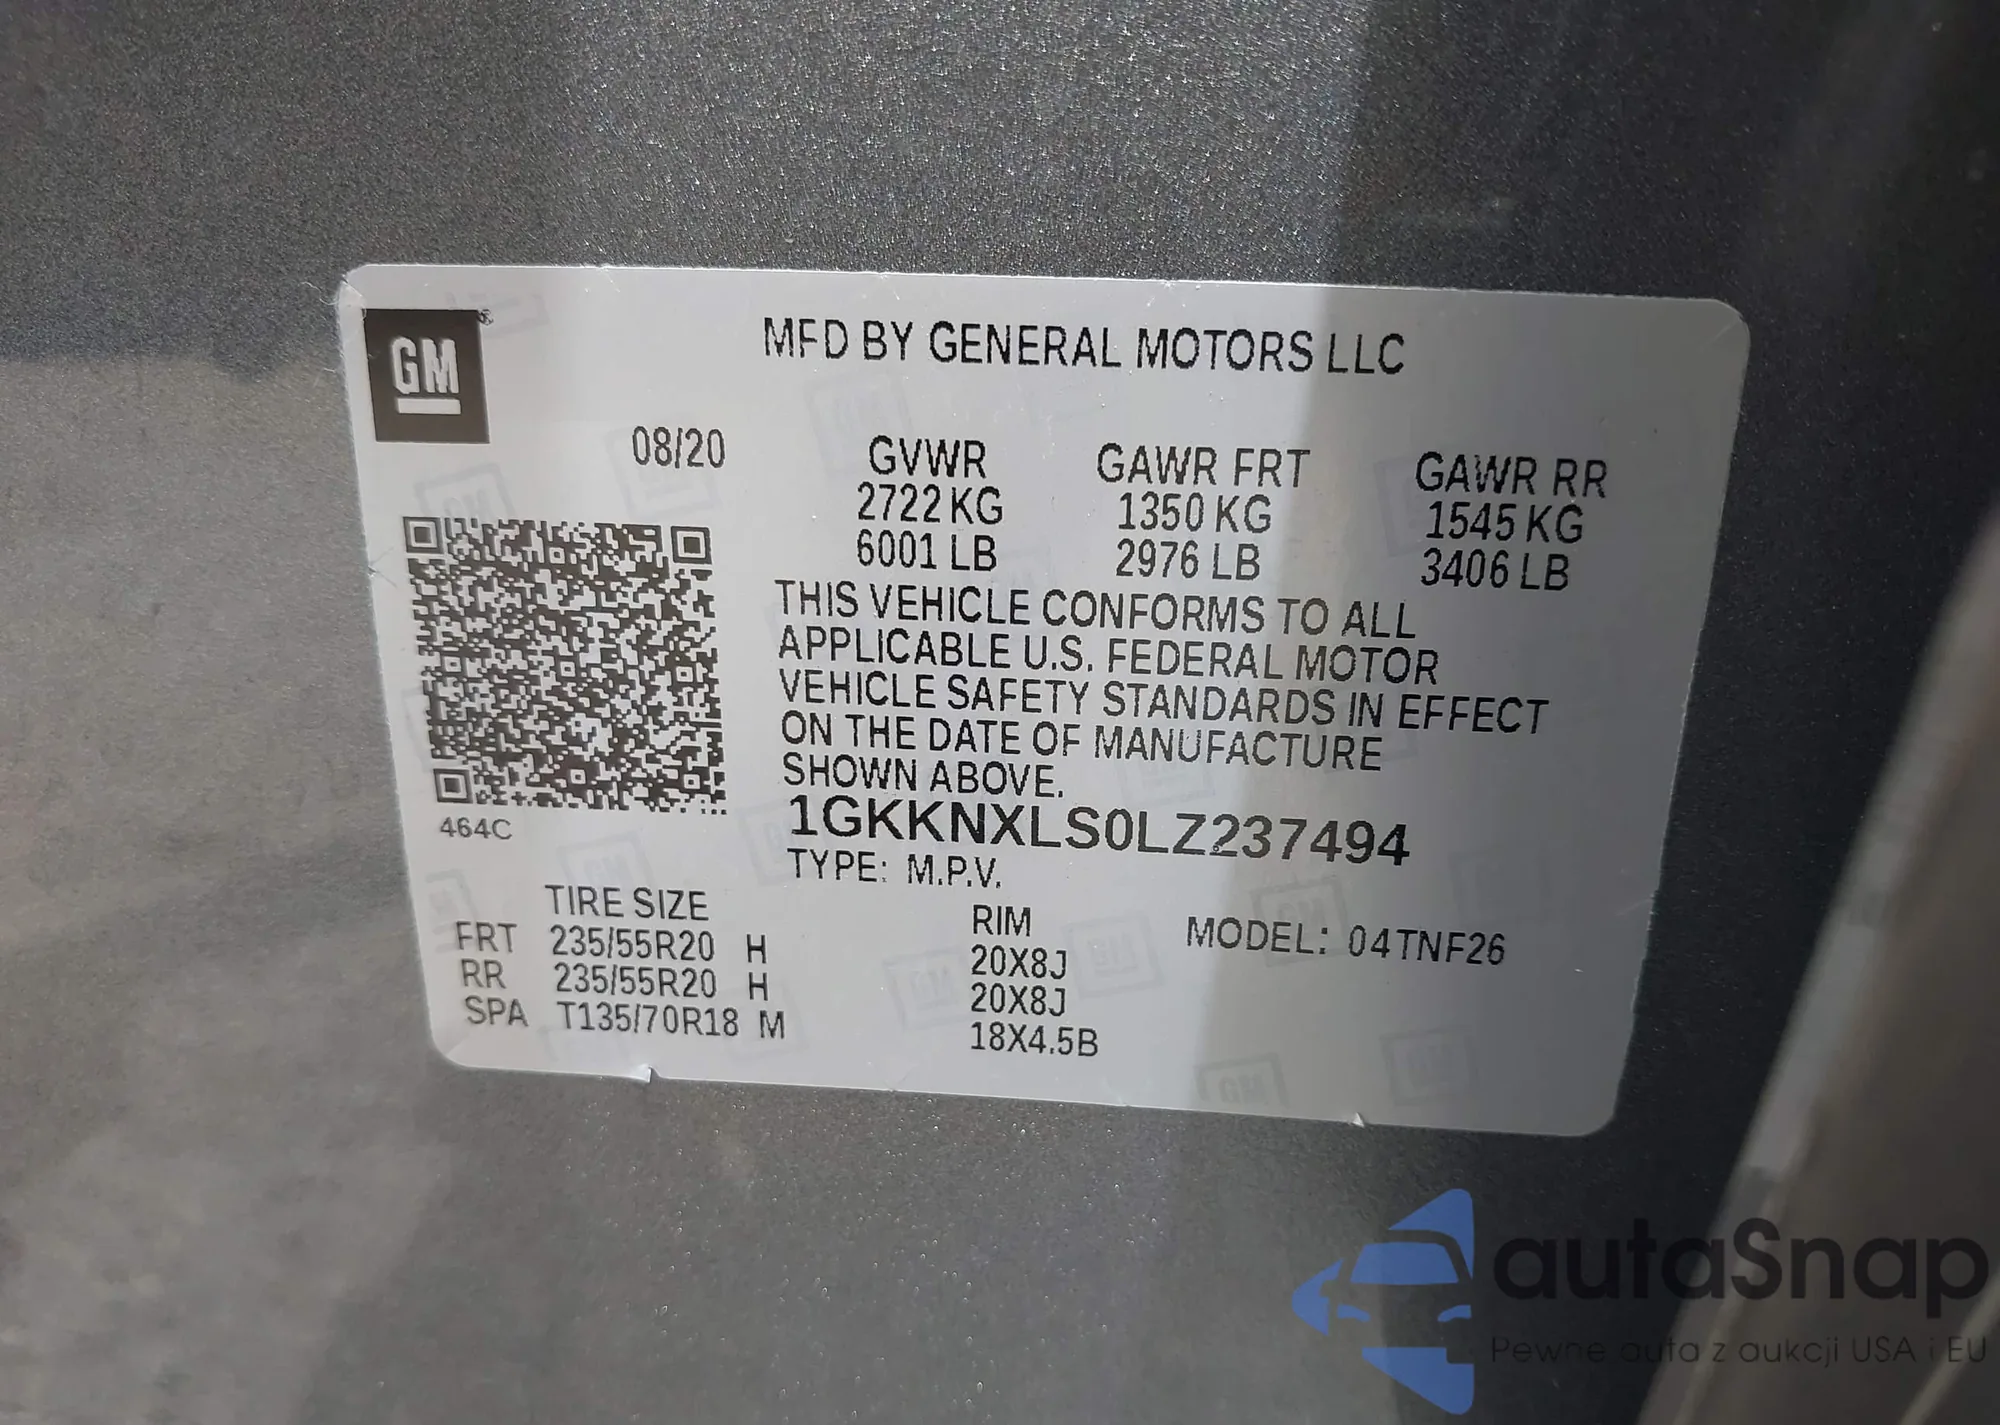 GM
MFD BY GENERAL MOTORS LLC
08/20
GVWR GAWR FRT GAWR RR
2722 KG 1350 KG 1545 KG
6001 LB 2976 LB 3406 LB
THIS VEHICLE CONFORMS TO ALL
APPLICABLE U.S. FEDERAL MOTOR
VEHICLE SAFETY STANDARDS IN EFFECT
ON THE DATE OF MANUFACTURE
SHOWN ABOVE.
464C
1GKKNXLS0LZ237494
TYPE: M.P.V.
TIRE SIZE RIM MODEL: 04TNF26
FRT 235/55R20 H 20X8J
RR 235/55R20 H 20X8J
SPA T135/70R18 M 18X4.5B
autaSnap
Pewne auta z aukcji USA i EU